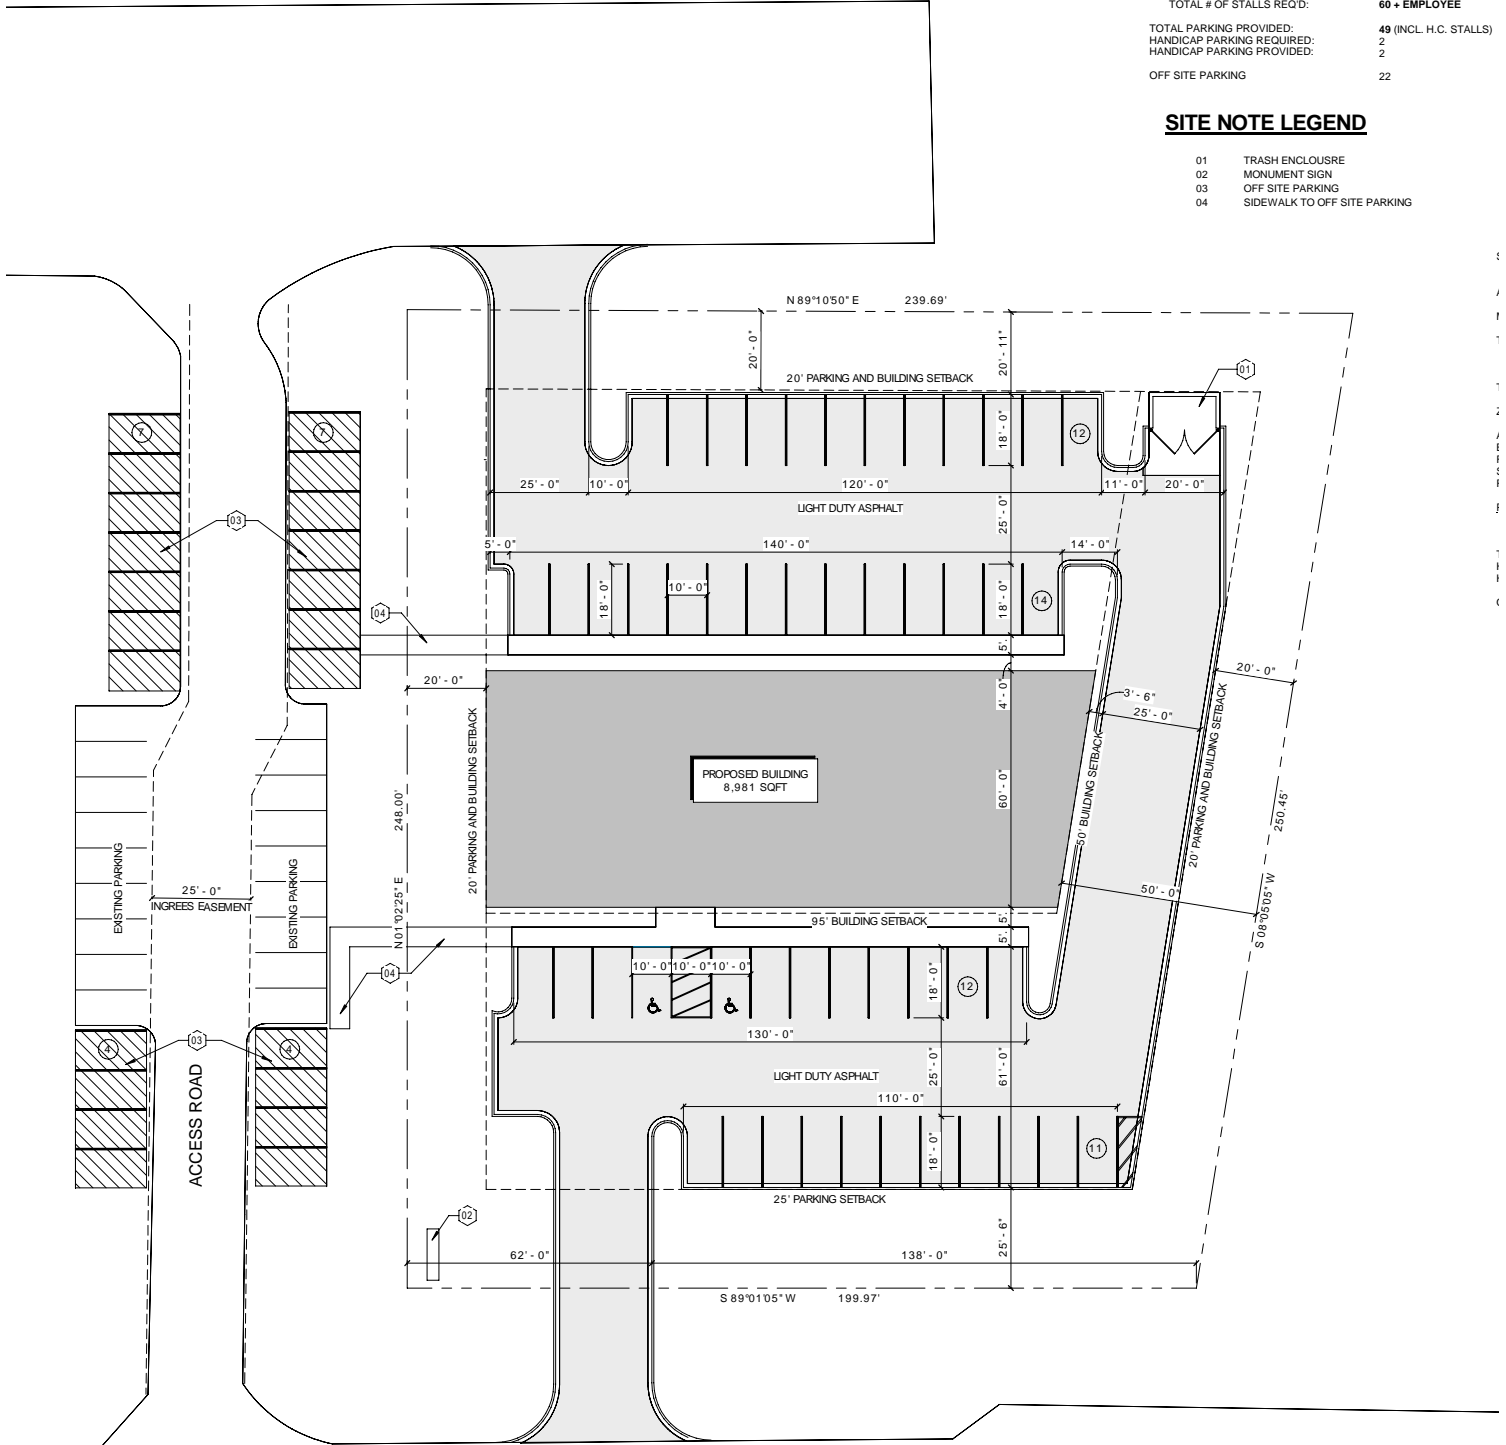 TOTAL # OF STALLS REQ'D: 60 + EMPLOYEE
TOTAL PARKING PROVIDED: 49 (INCL. H.C. STALLS)
HANDICAP PARKING REQUIRED: 2
HANDICAP PARKING PROVIDED: 2
OFF SITE PARKING 22
SITE NOTE LEGEND
01 TRASH ENCLOUSRE
02 MONUMENT SIGN
03 OFF SITE PARKING
04 SIDEWALK TO OFF SITE PARKING
N 89°10'50" E 239.69'
20' - 0"
20' - 11"
20' PARKING AND BUILDING SETBACK
01
7
7
12
18' - 0"
25' - 0"
10' - 0"
120' - 0"
11' - 0"
20' - 0"
LIGHT DUTY ASPHALT
25' - 0"
03
5' - 0"
140' - 0"
14' - 0"
18' - 0"
10' - 0"
18' - 0"
14
04
5'
20' - 0"
4' - 0"
20' - 0"
3' - 6"
25' - 0"
PROPOSED BUILDING
8,981 SQFT
60' - 0"
20' PARKING AND BUILDING SETBACK
50' BUILDING SETBACK
20' PARKING AND BUILDING SETBACK
248.00'
N 01°02'25" E
250.45'
S 08°05'05" W
EXISTING PARKING
25' - 0"
INGREES EASEMENT
EXISTING PARKING
50' - 0"
95' BUILDING SETBACK
5'
5'
04
10' - 0"
10' - 0"
10' - 0"
18' - 0"
12
130' - 0"
4
03
4
LIGHT DUTY ASPHALT
25' - 0"
61' - 0"
ACCESS ROAD
110' - 0"
18' - 0"
11
25' PARKING SETBACK
02
62' - 0"
138' - 0"
25' - 6"
S 89°01'05" W 199.97'